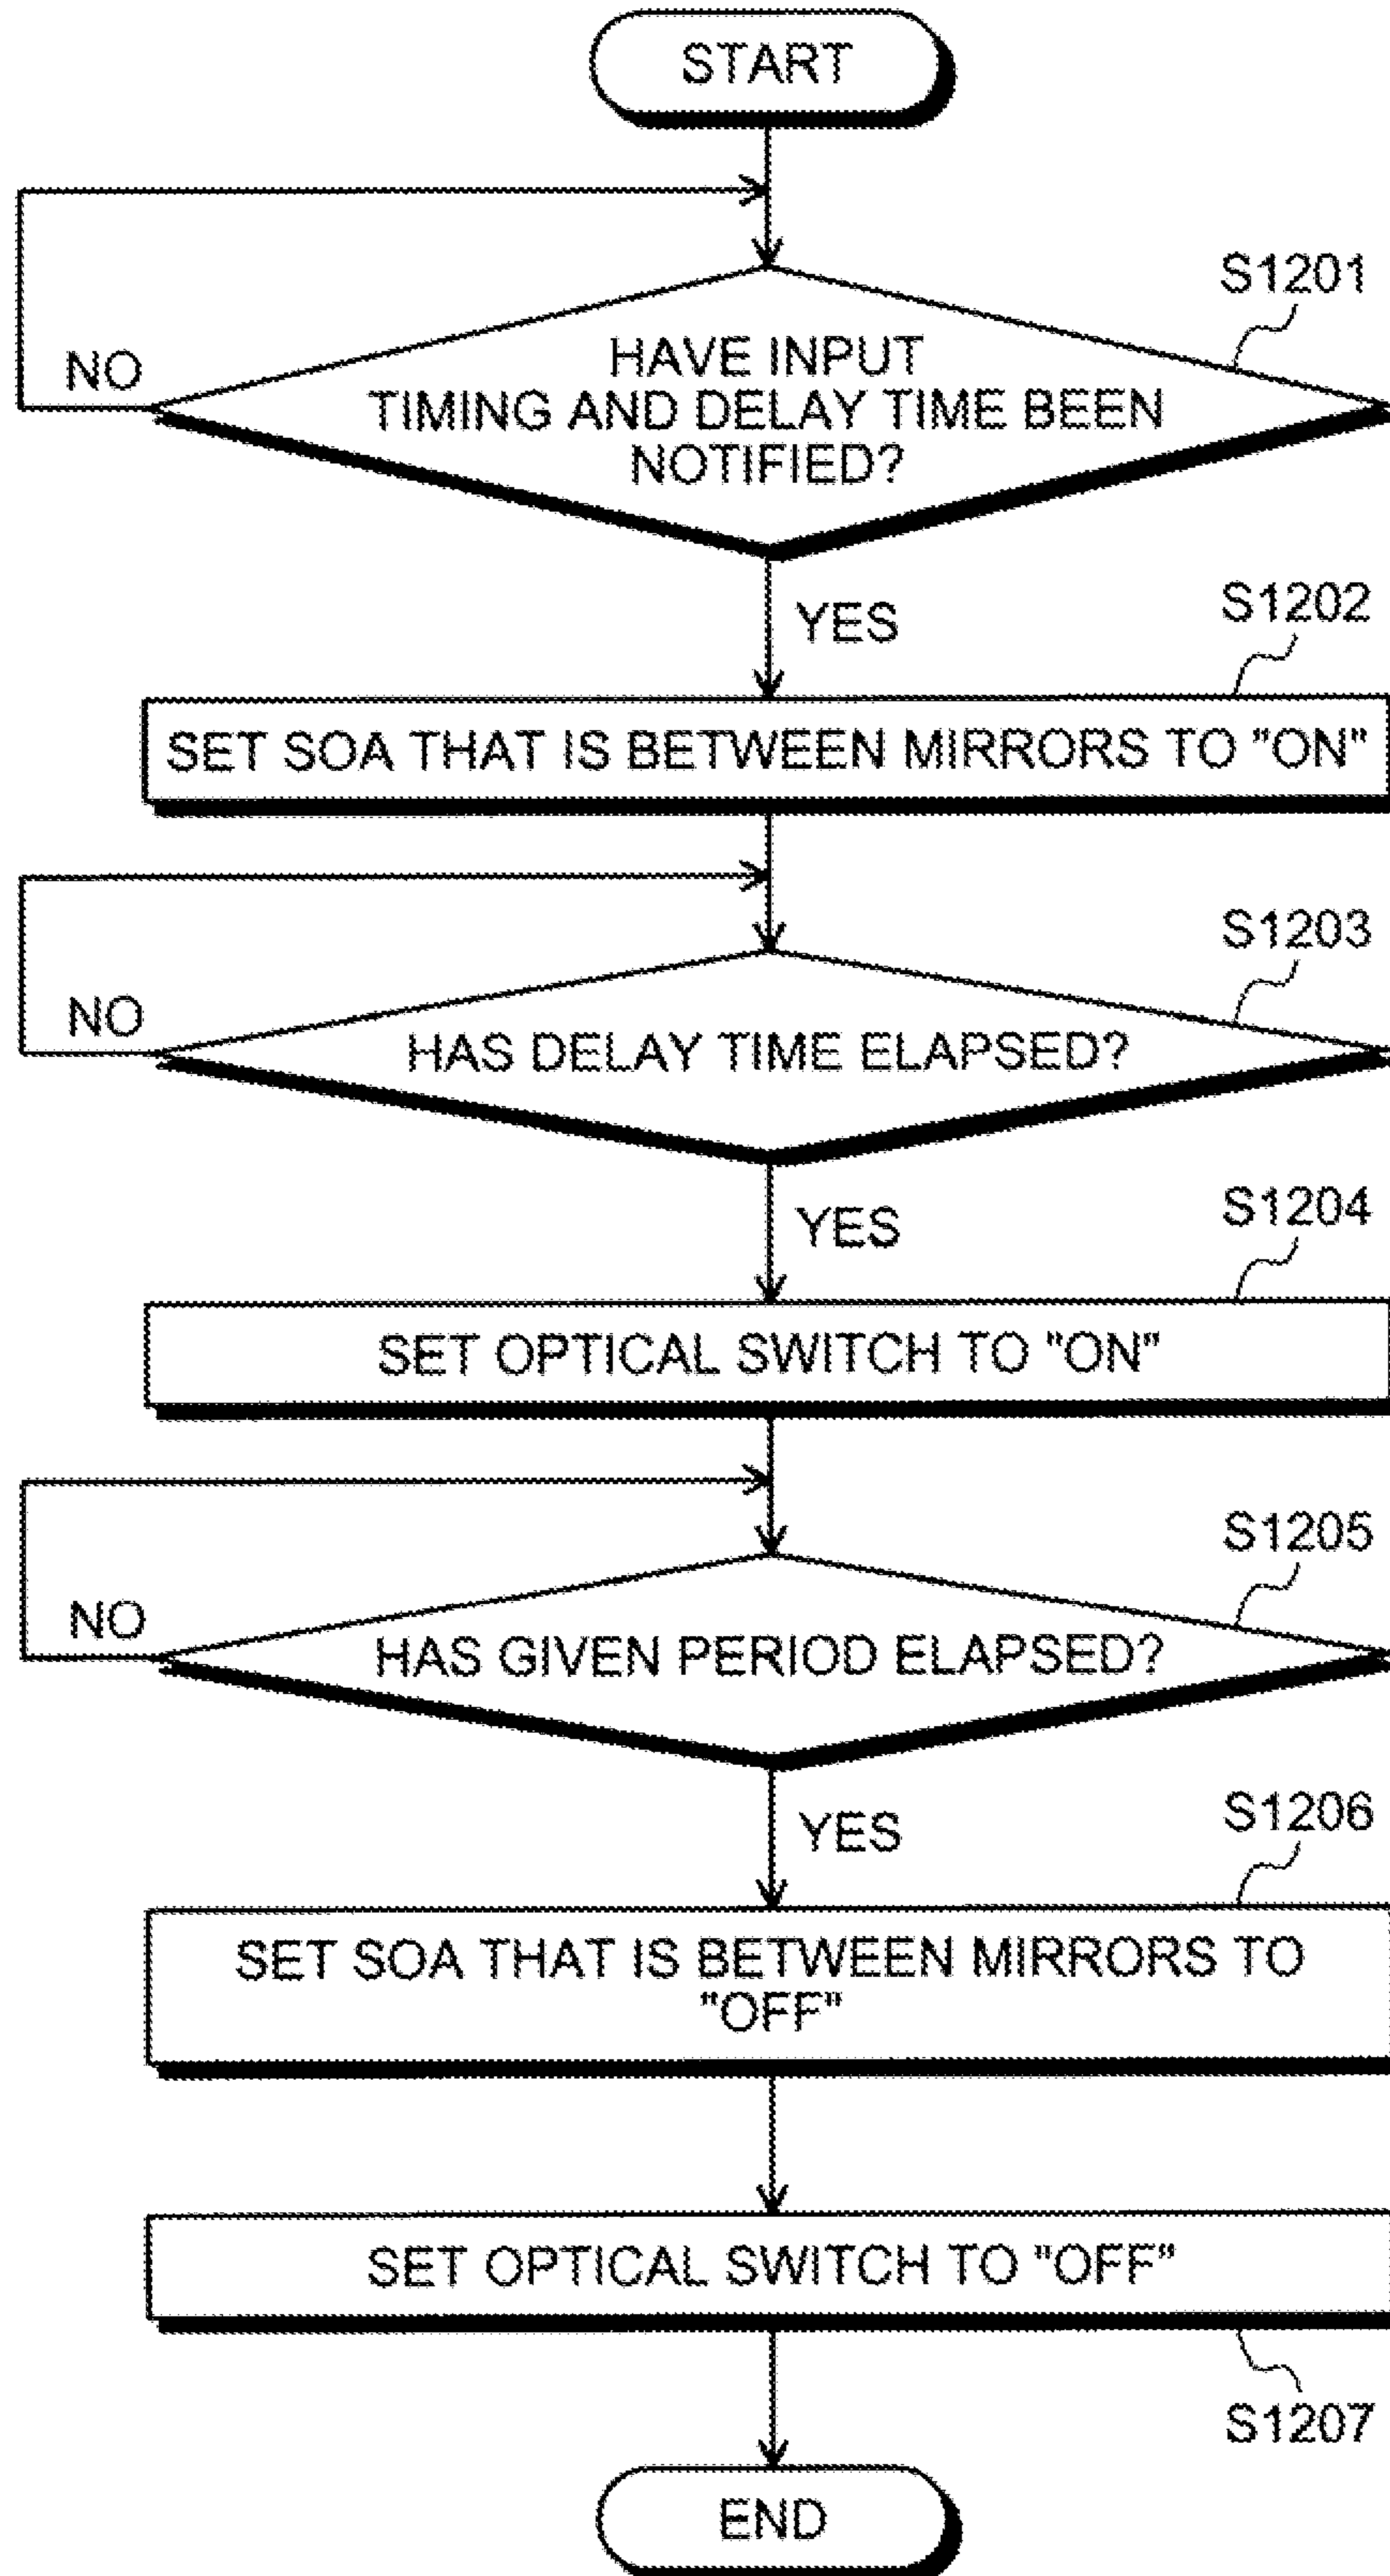 START
S1201
HAVE INPUT
TIMING AND DELAY TIME BEEN
NOTIFIED?
NO
YES
S1202
SET SOA THAT IS BETWEEN MIRRORS TO "ON"
S1203
HAS DELAY TIME ELAPSED?
NO
YES
S1204
SET OPTICAL SWITCH TO "ON"
S1205
HAS GIVEN PERIOD ELAPSED?
NO
YES
S1206
SET SOA THAT IS BETWEEN MIRRORS TO
"OFF"
SET OPTICAL SWITCH TO "OFF"
S1207
END